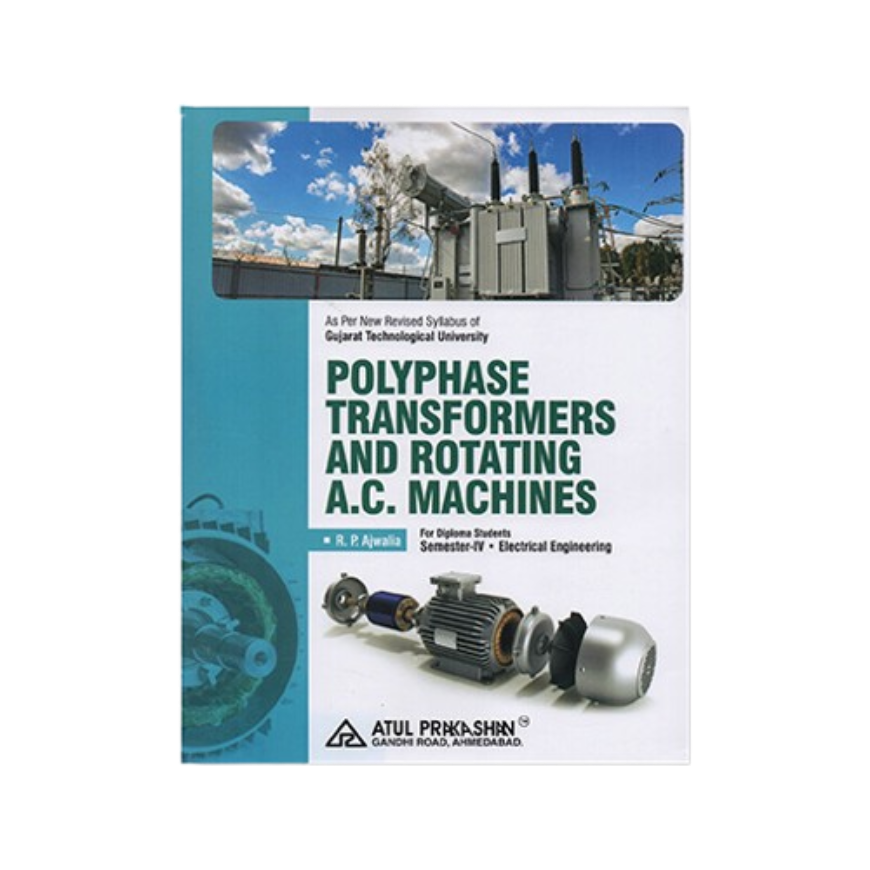 As Per New Revised Syllabus of
Gujarat Technological University
POLYPHASE
TRANSFORMERS
AND ROTATING
A.C. MACHINES
▪ R. P. Ajwalia
For Diploma Students
Semester-IV • Electrical Engineering
ATUL PRAKASHAN™
GANDHI ROAD, AHMEDABAD.